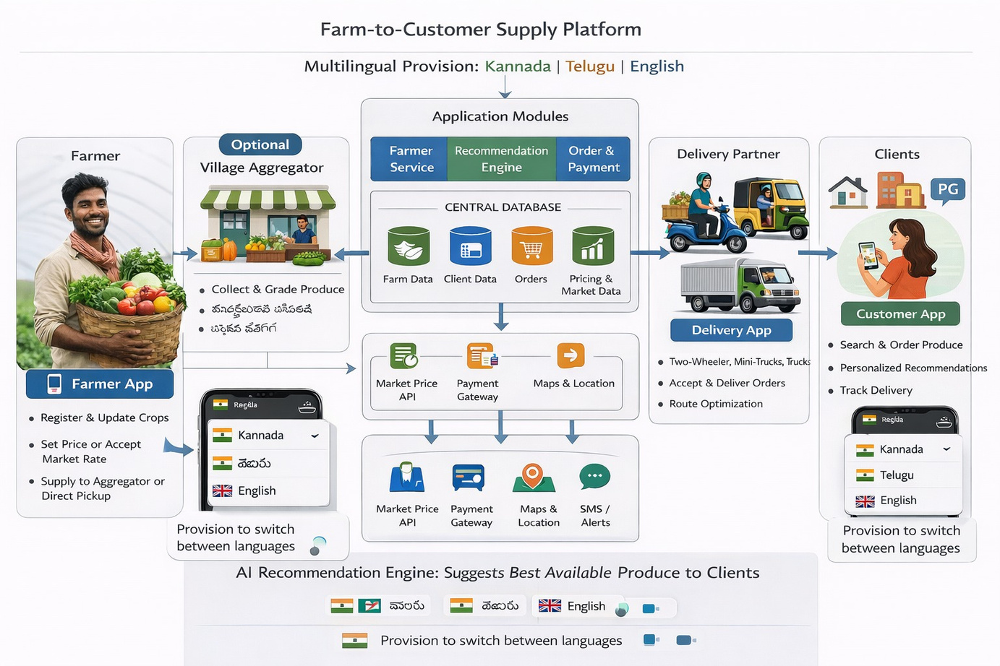 Farm-to-Customer Supply Platform
Multilingual Provision: Kannada | Telugu | English
Farmer
Farmer App
Register & Update Crops
Set Price or Accept
Market Rate
Supply to Aggregator or
Direct Pickup
Optional
Village Aggregator
Collect & Grade Produce
Kannada
English
Provision to switch
between languages
Application Modules
Farmer
Service
Recommendation
Engine
Order &
Payment
CENTRAL DATABASE
Farm Data
Client Data
Orders
Pricing &
Market Data
Market Price
API
Payment
Gateway
Maps & Location
Market Price
API
Payment
Gateway
Maps &
Location
SMS /
Alerts
Delivery Partner
Delivery App
Two-Wheeler, Mini-Trucks, Trucks
Accept & Deliver Orders
Route Optimization
Clients
PG
Customer App
Search & Order Produce
Personalized Recommendations
Track Delivery
Kannada
Telugu
English
Provision to switch
between languages
AI Recommendation Engine: Suggests Best Available Produce to Clients
English
Provision to switch between languages